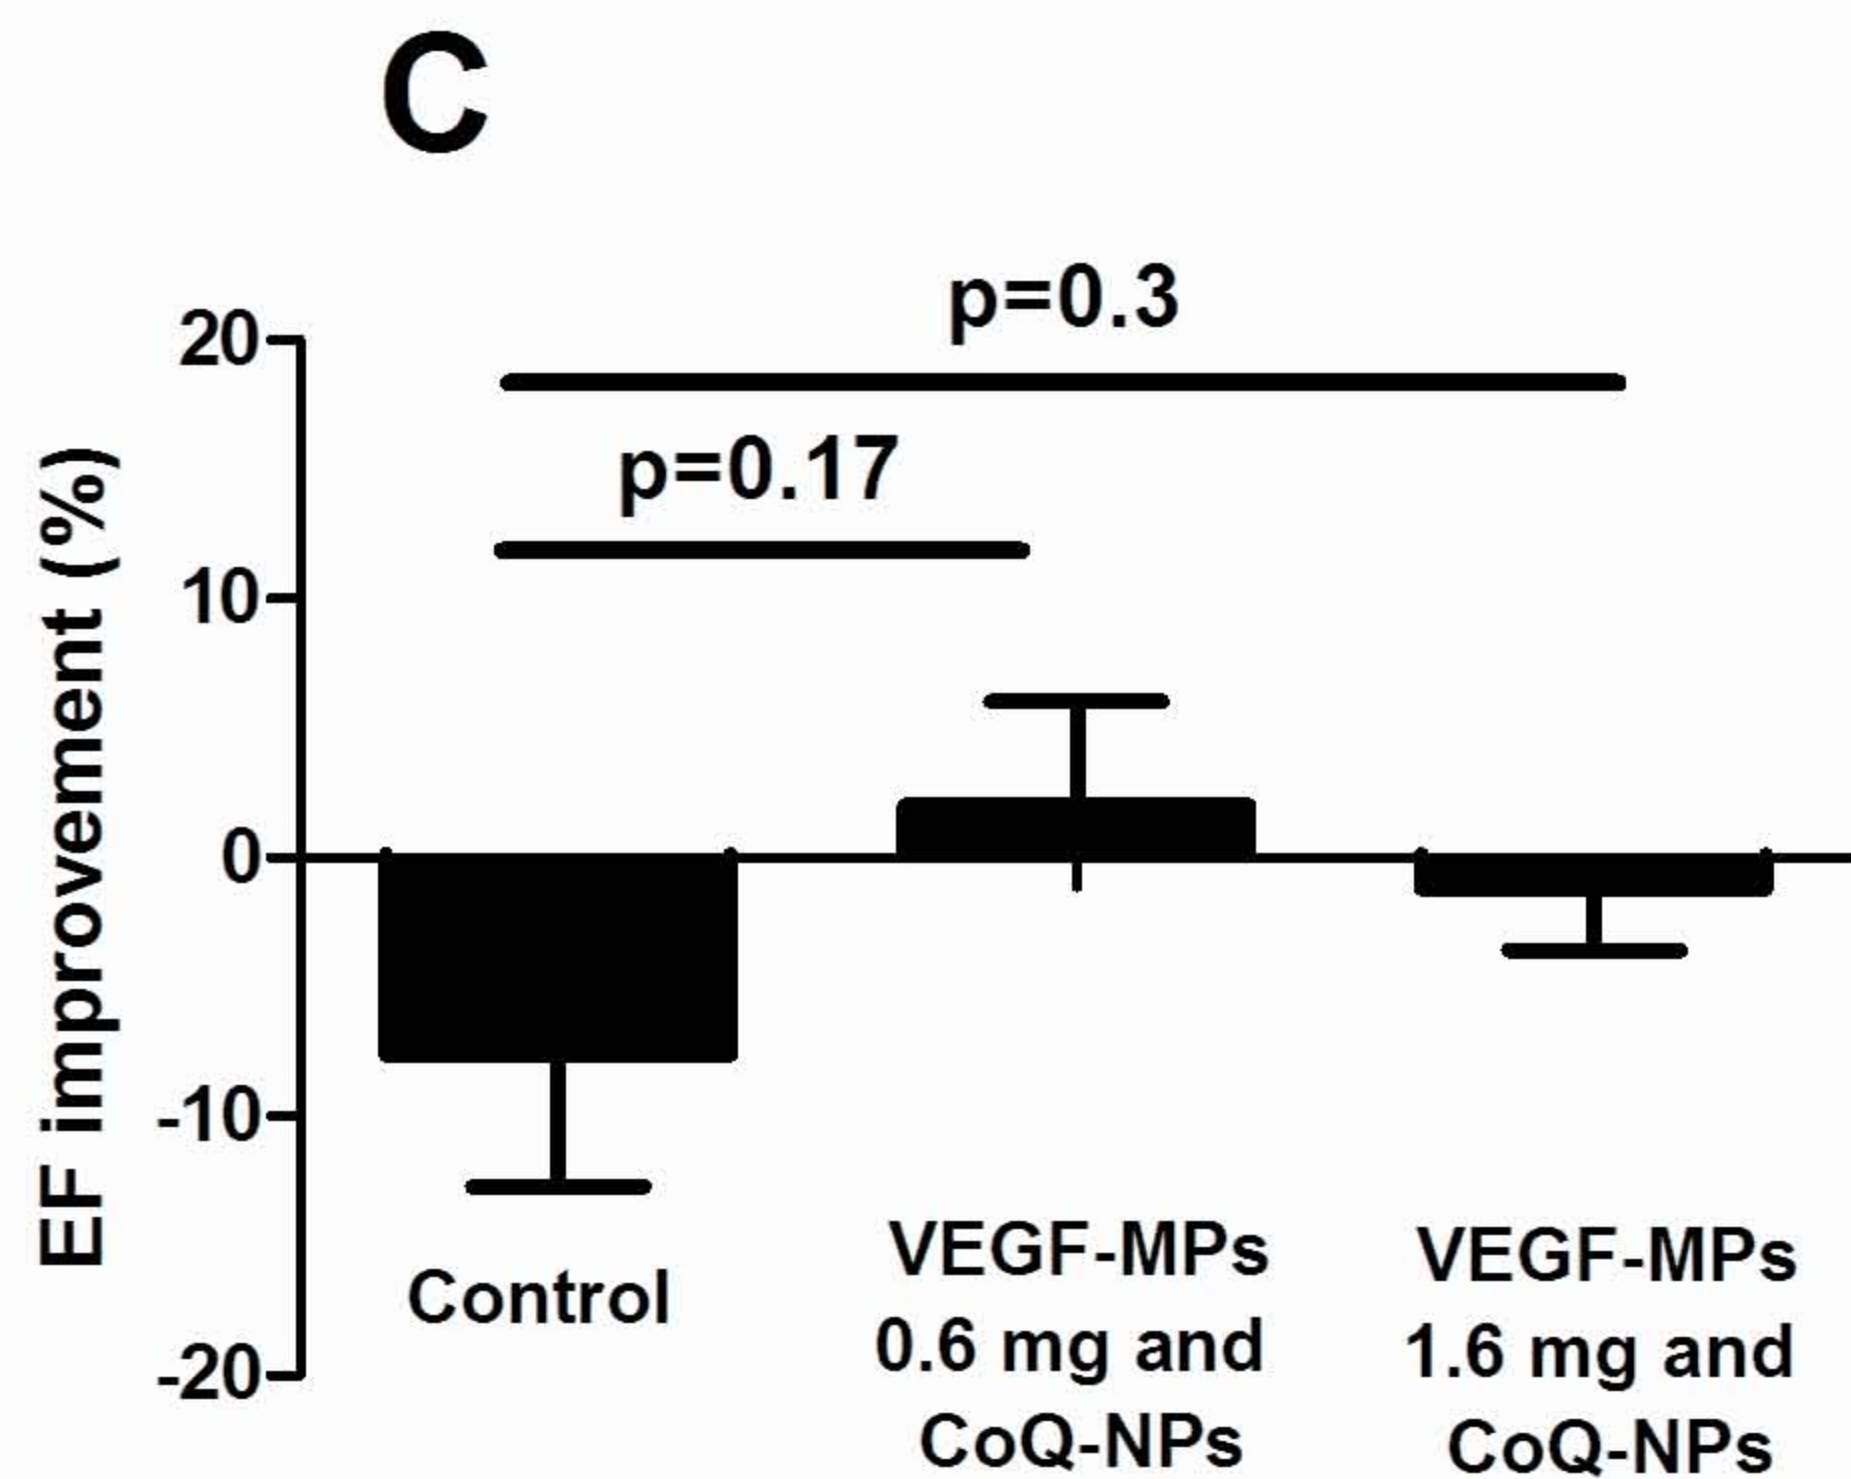 C
p=0.3
p=0.17
20
10
0
-10
-20
EF improvement (%)
Control
VEGF-MPs
0.6 mg and
CoQ-NPs
VEGF-MPs
1.6 mg and
CoQ-NPs